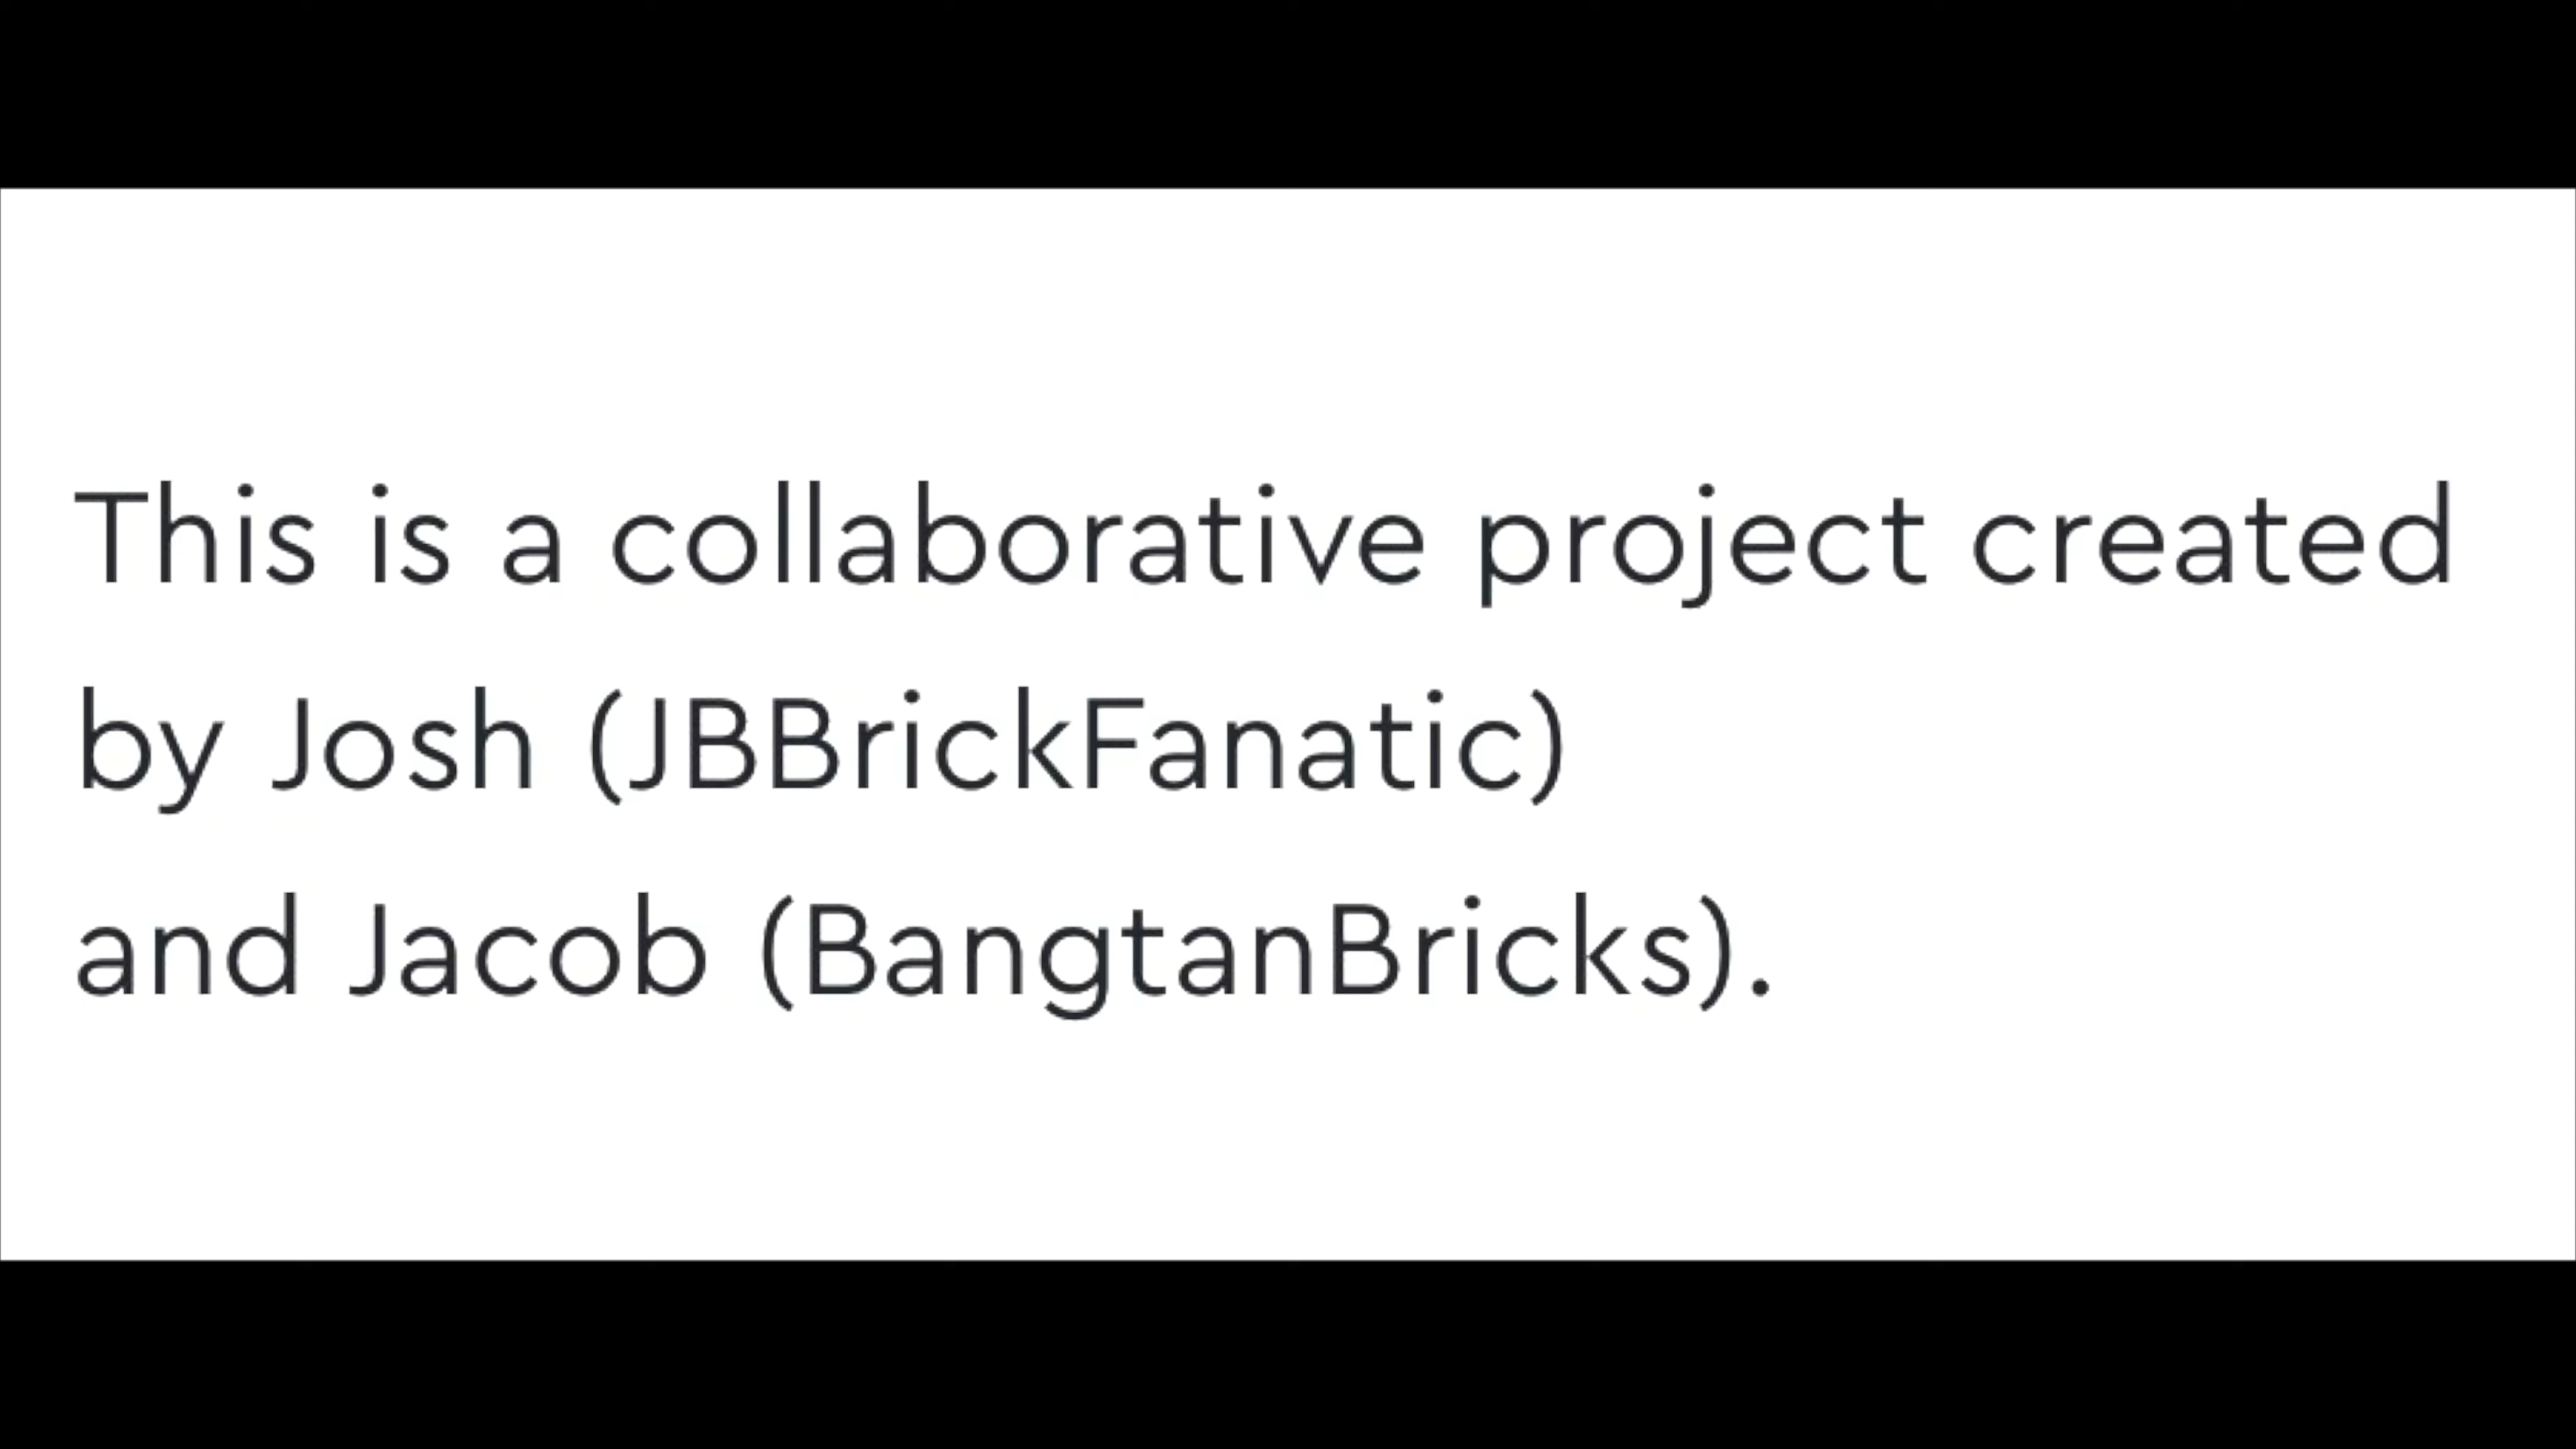 This is a collaborative project created
by Josh (JBBrickFanatic)
and Jacob (BangtanBricks).